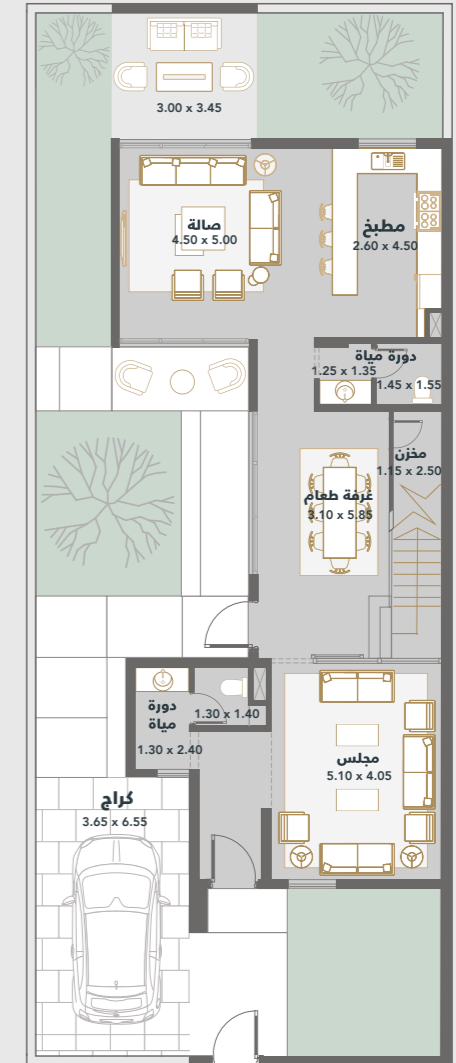 3.00 x 3.45
صالة
4.50 x 5.00
مطبخ
2.60 x 4.50
دورة مياة
1.25 x 1.35
1.45 x 1.55
مخزن
1.15 x 2.50
غرفة طعام
3.10 x 5.85
1.30 x 1.40
دورة
مياة
1.30 x 2.40
مجلس
5.10 x 4.05
كراج
3.65 x 6.55